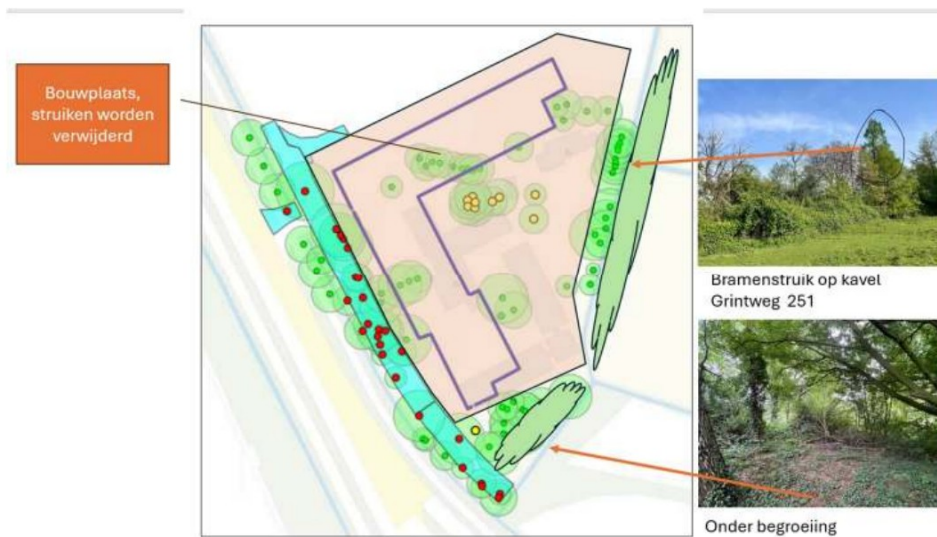 Bouwplaats,
struiken worden
verwijderd
Bramenstruik op kavel
Grintweg 251
Onder begroeiing